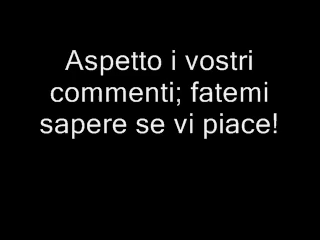 Aspetto i vostri
commenti; fatemi
sapere se vi piace!